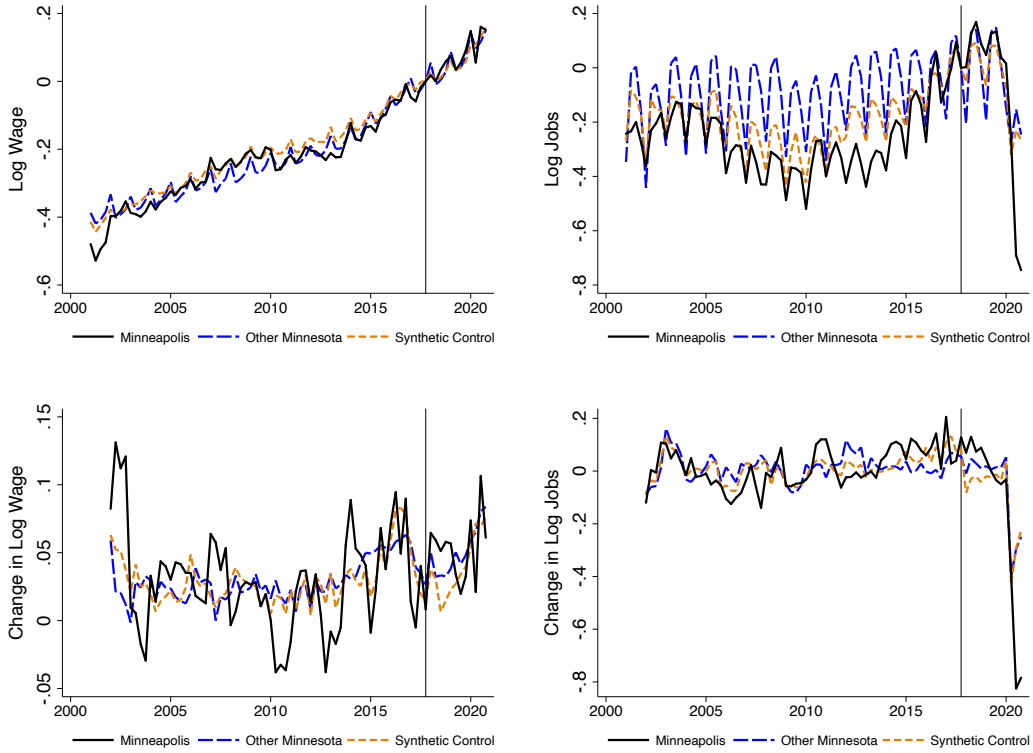 Log Wage
.2
0
-.2
-.4
-.6
2000 2005 2010 2015 2020
Minneapolis Other Minnesota Synthetic Control
Log Jobs
.2
0
-.2
-.4
-.6
-.8
2000 2005 2010 2015 2020
Minneapolis Other Minnesota Synthetic Control
Change in Log Wage
.15
.1
.05
0
-.05
2000 2005 2010 2015 2020
Minneapolis Other Minnesota Synthetic Control
Change in Log Jobs
.2
0
-.2
-.4
-.6
-.8
2000 2005 2010 2015 2020
Minneapolis Other Minnesota Synthetic Control